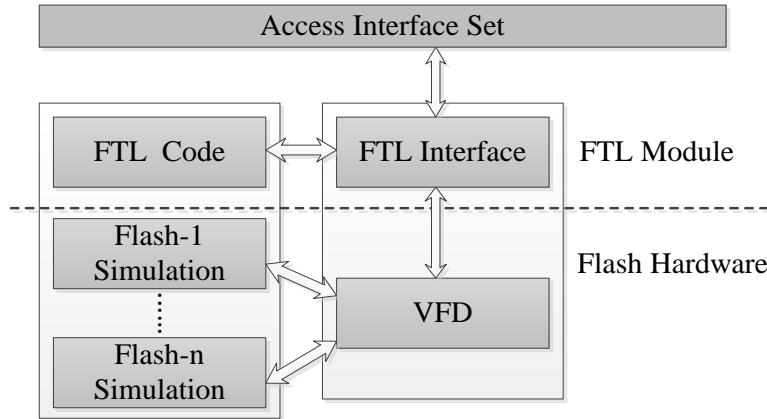 Access Interface Set
FTL Code
FTL Interface
FTL Module
Flash-1
Simulation
Flash Hardware
VFD
Flash-n
Simulation